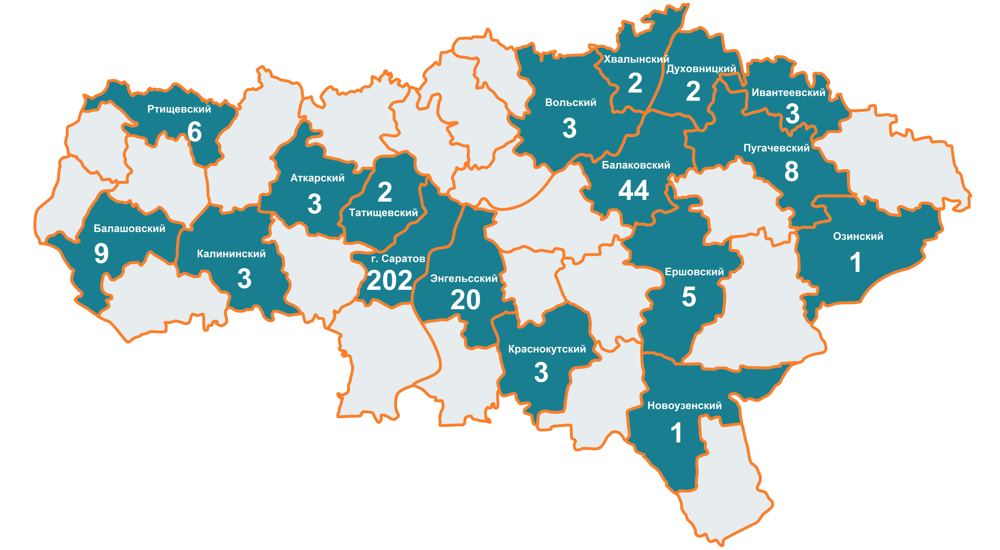 Хвалынский
2
Духовницкий
2
Ивантеевский
3
Вольский
3
Ртищевский
6
Пугачевский
8
Балаковский
44
Аткарский
3
2
Татищевский
Балашовский
9
Озинский
1
Калининский
3
г. Саратов
202
Энгельсский
20
Ершовский
5
Краснокутский
3
Новоузенский
1